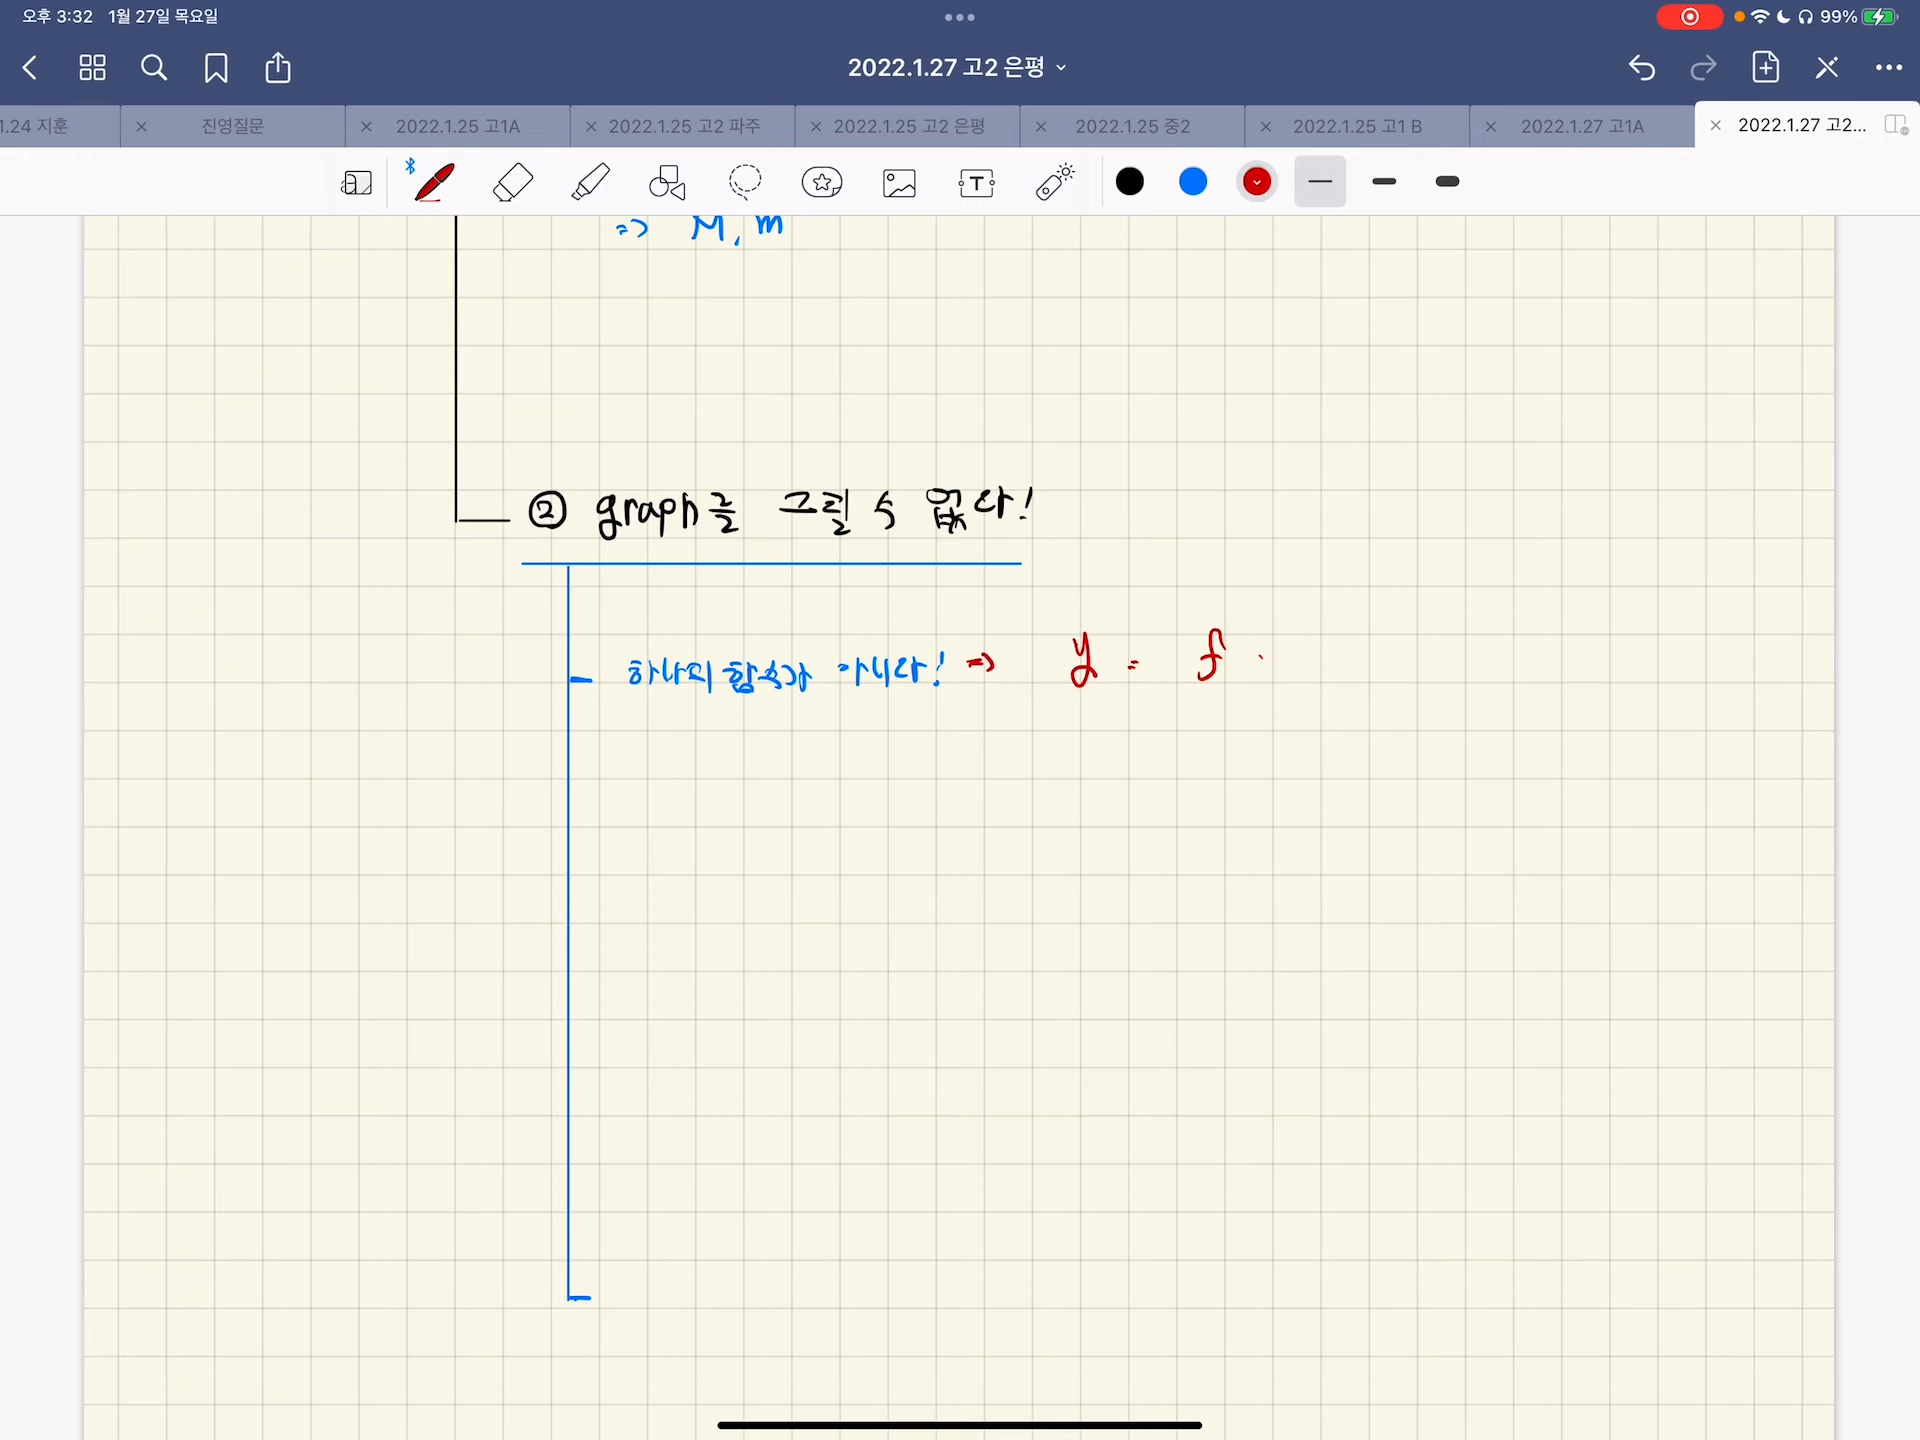 오후 3:32 1월 27일 목요일
99%
2022.1.27 고2 은평
1.24 지훈
진영질문
2022.1.25 고1A
2022.1.25 고2 파주
2022.1.25 고2 은평
2022.1.25 중2
2022.1.25 고1 B
2022.1.27 고1A
2022.1.27 고2...
⇒ M, m
② graph를 그릴 수 없다!
하나의 함수가 아니다! ⇒ y = f